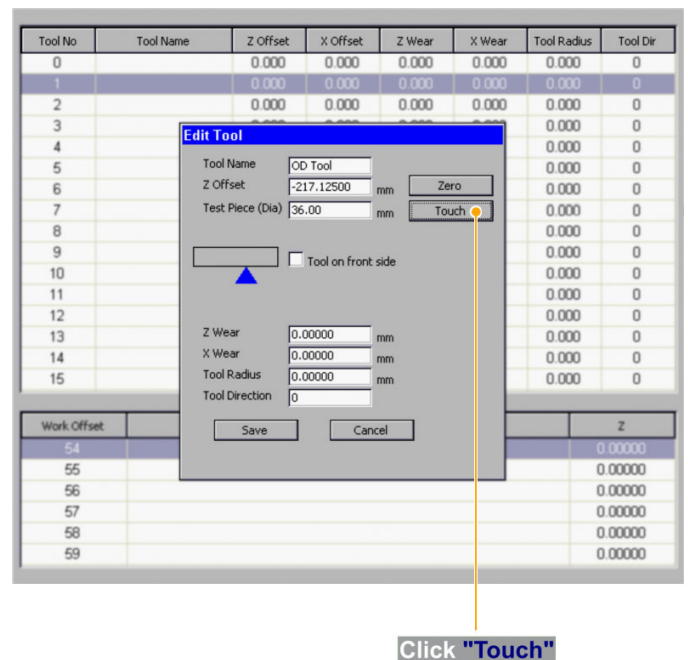 Tool No Tool Name Z Offset X Offset Z Wear X Wear Tool Radius Tool Dir
0 0.000 0.000 0.000 0.000 0.000 0
1 0.000 0.000 0.000 0.000 0.000 0
2 0.000 0.000 0.000 0.000 0.000 0
3 0.000 0
Edit Tool
4 0.000 0
Tool Name OD Tool
5 0.000 0
Z Offset -217.12500 mm Zero
6 0.000 0
Test Piece (Dia) 36.00 mm Touch
7 0.000 0
8 0.000 0
9 0.000 0
Tool on front side
10 0.000 0
11 0.000 0
12 0.000 0
Z Wear 0.00000 mm
13 0.000 0
X Wear 0.00000 mm
14 0.000 0
Tool Radius 0.00000 mm
15 0.000 0
Tool Direction 0
Work Offset Z
Save Cancel
54 0.00000
55 0.00000
56 0.00000
57 0.00000
58 0.00000
59 0.00000
Click "Touch"